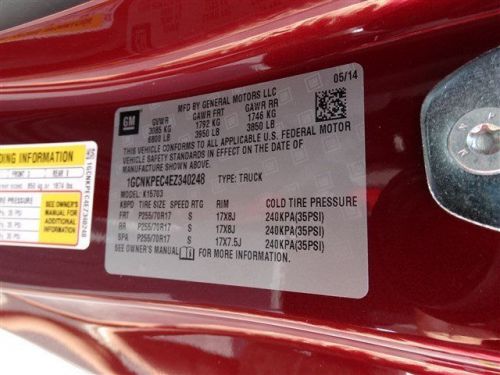 05/14
GM
MFD BY GENERAL MOTORS LLC
GVWR GAWR FRT GAWR RR
3085 KG 1792 KG 1746 KG
6800 LB 3950 LB 3850 LB
THIS VEHICLE CONFORMS TO ALL APPLICABLE U.S. FEDERAL MOTOR
VEHICLE SAFETY STANDARDS IN EFFECT ON THE DATE OF
MANUFACTURE SHOWN ABOVE.
1GCNKPEC4EZ340248 TYPE: TRUCK
MODEL: K15703
TIRE SIZE SPEED RTG RIM COLD TIRE PRESSURE
FRT P255/70R17 S 17X8J 240KPA(35PSI)
RR P255/70R17 S 17X8J 240KPA(35PSI)
SPA P255/70R17 S 17X7.5J 240KPA(35PSI)
SEE OWNER'S MANUAL FOR MORE INFORMATION.
DING INFORMATION
FRONT 3 REAR
SEE OWNER'S
MANUAL FOR
ADDITIONAL
INFORMATION
1GCNKPEC4EZ340248